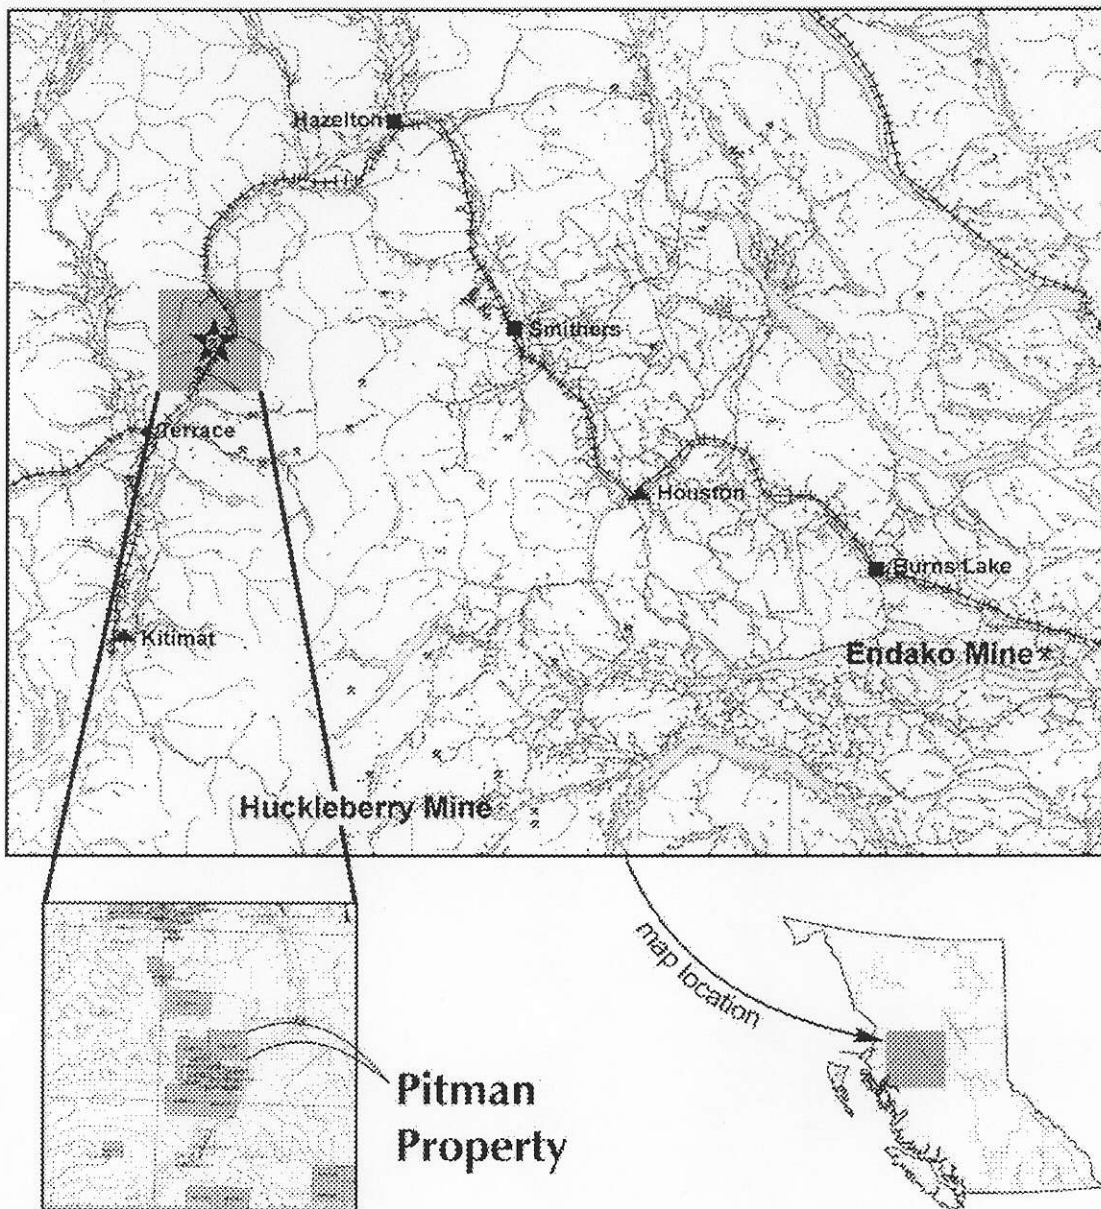 Hazelton
Smithers
Terrace
Houston
Burns Lake
Kitimat
Endako Mine
Huckleberry Mine
map location
Pitman
Property